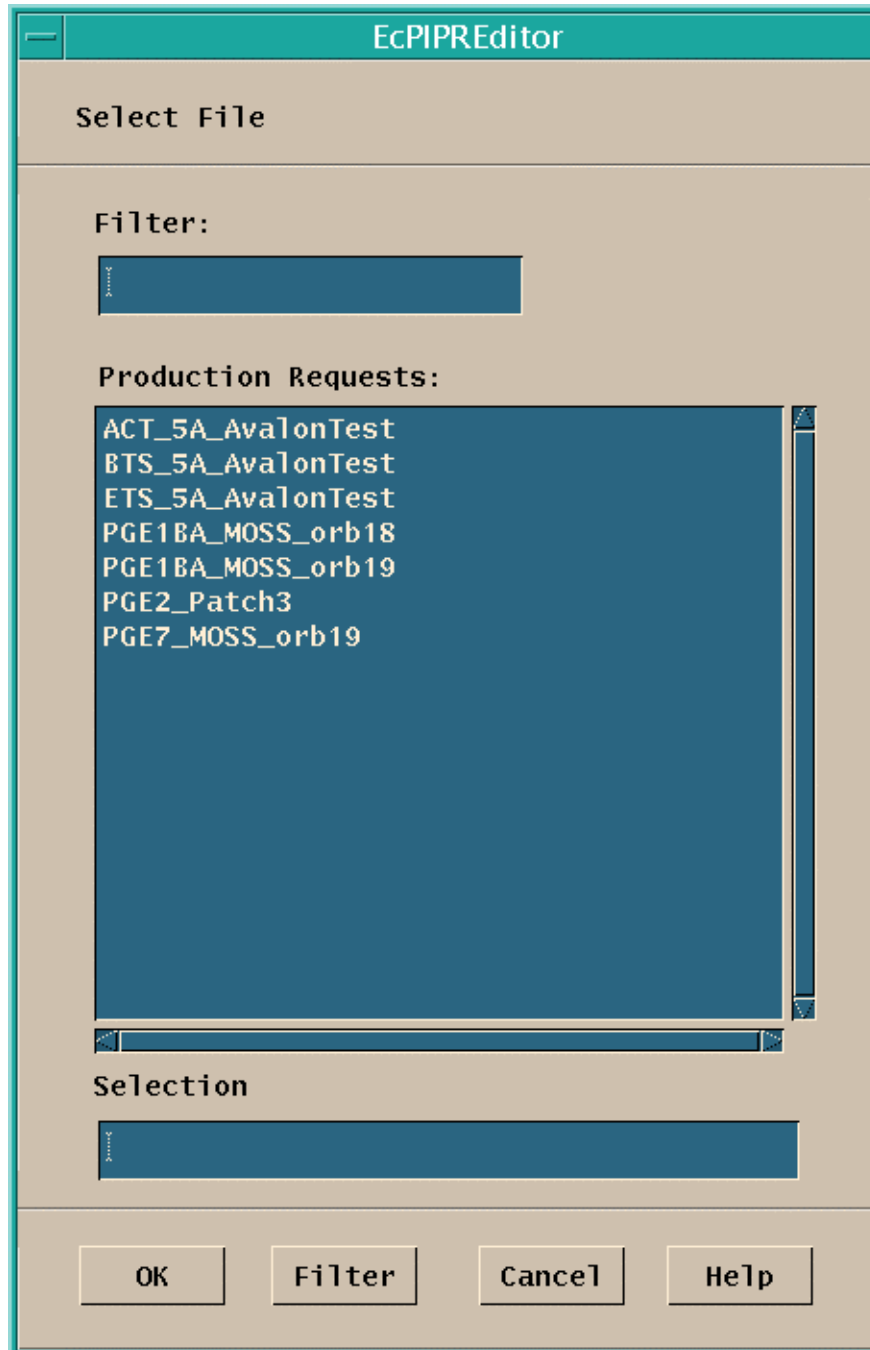 EcPIPREditor
Select File
Filter:
Production Requests:
ACT_5A_AvalonTest
BTS_5A_AvalonTest
ETS_5A_AvalonTest
PGE1BA_MOSS_orb18
PGE1BA_MOSS_orb19
PGE2_Patch3
PGE7_MOSS_orb19
Selection
OK Filter Cancel Help